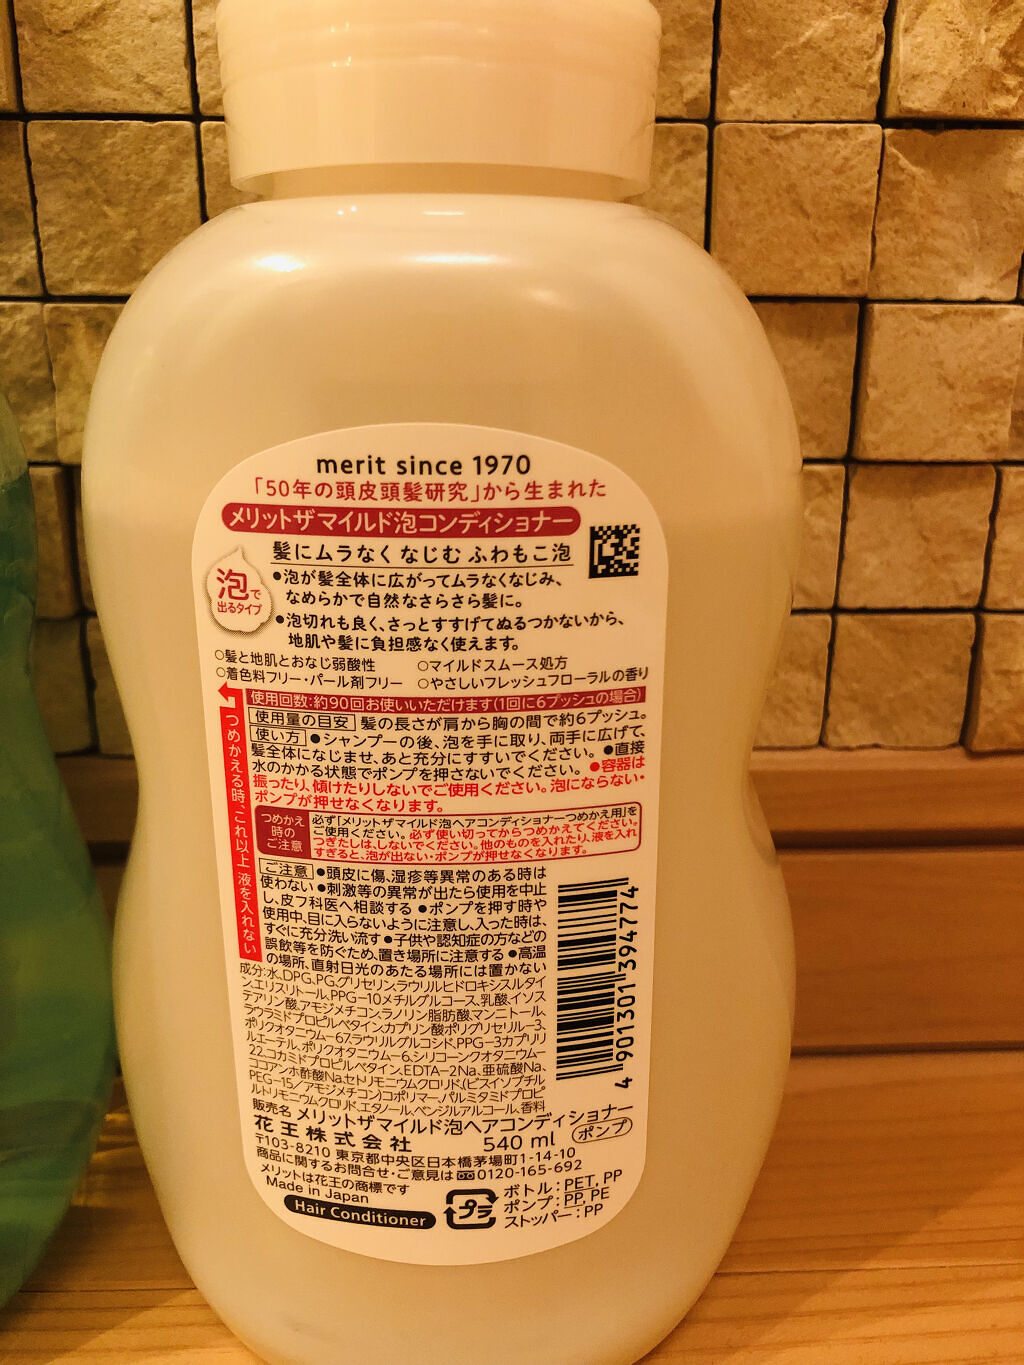 merit since 1970
「50年の頭皮頭髪研究」から生まれた
メリットザマイルド泡コンディショナー
髪にムラなくなじむ ふわもこ泡
泡で
出るタイプ
●泡が髪全体に広がってムラなくなじみ、
なめらかで自然なさらさら髪に。
●泡切れも良く、さっとすすげてぬるつかないから、
地肌や髪に負担感なく使えます。
○髪と地肌とおなじ弱酸性 ○マイルドスムース処方
○着色料フリー・パール剤フリー ○やさしいフレッシュフローラルの香り
使用回数:約90回お使いいただけます(1回に6プッシュの場合)
使用量の目安 髪の長さが肩から胸の間で約6プッシュ。
使い方 ●シャンプーの後、泡を手に取り、両手に広げて、
髪全体になじませ、あと充分にすすいでください。 ●直接
水のかかる状態でポンプを押さないでください。 ●容器は
振ったり、傾けたりしないでご使用ください。泡にならない・
ポンプが押せなくなります。
つめかえる時、これ以上 液を入れない
つめかえ
時の
ご注意
必ず「メリットザマイルド泡ヘアコンディショナーつめかえ用」を
ご使用ください。必ず使い切ってからつめかえてください。
つぎたしは、しないでください。他のものを入れたり、液を入れ
すぎると、泡が出ない・ポンプが押せなくなります。
ご注意 ●頭皮に傷、湿疹等異常のある時は
使わない ●刺激等の異常が出たら使用を中止
し、皮フ科医へ相談する ●ポンプを押す時や
使用中、目に入らないように注意し、入った時は、
すぐに充分洗い流す ●子供や認知症の方などの
誤飲等を防ぐため、置き場所に注意する ●高温
の場所、直射日光のあたる場所には置かない
成分:水、DPG、PG、グリセリン、ラウリルヒドロキシスルタイ
ン、エリスリトール、PPG-10メチルグルコース、乳酸、イソス
テアリン酸、アモジメチコン、ラノリン脂肪酸、マンニトール、
ラウラミドプロピルベタイン、カプリン酸ポリグリセリル-3、
ポリクオタニウム-67、ラウリルグルコシド、PPG-3カプリリ
ルエーテル、ポリクオタニウム-6、シリコーンクオタニウム-
22、コカミドプロピルベタイン、EDTA-2Na、亜硫酸Na、
ココアンホ酢酸Na、セトリモニウムクロリド、(ビスイソブチル
PEG-15/アモジメチコン)コポリマー、パルミタミドプロピ
ルトリモニウムクロリド、エタノール、ベンジルアルコール、香料
4 901301 394774
販売名 メリットザマイルド泡ヘアコンディショナー
花王株式会社 540 ml ポンプ
〒103-8210 東京都中央区日本橋茅場町1-14-10
商品に関するお問合せ・ご意見は 0120-165-692
メリットは花王の商標です
Made in Japan
Hair Conditioner
プラ
ボトル:PET, PP
ポンプ:PP, PE
ストッパー:PP